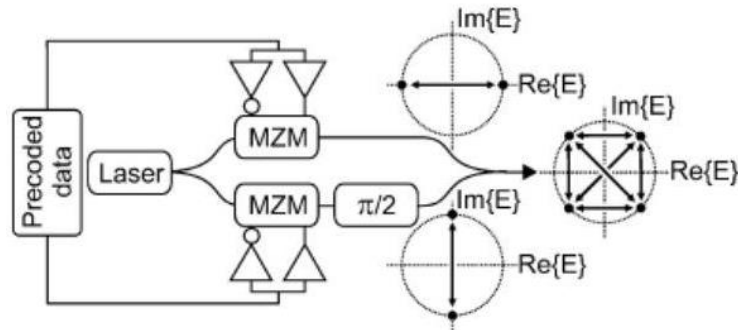 Im{E}
Re{E}
MZM
Precoded
data
Laser
Im{E}
Re{E}
MZM
π/2
Im{E}
Re{E}